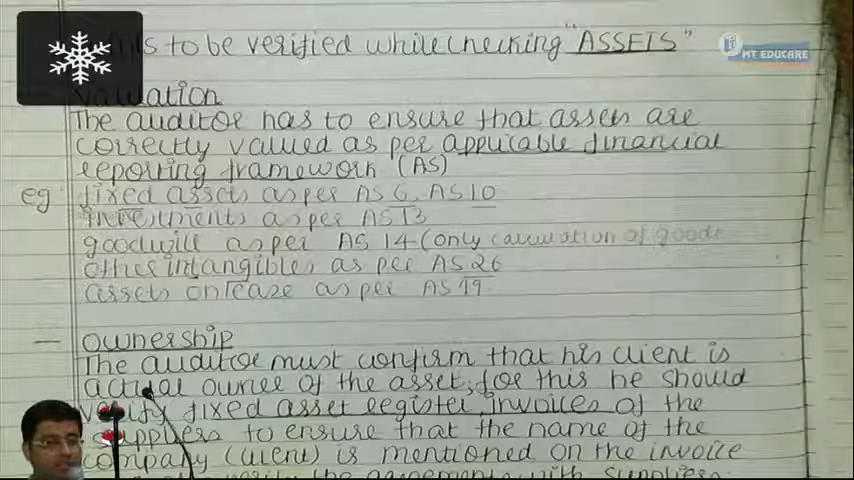 to be verified while checking "ASSETS"
MT EDUCARE
Valuation
The auditor has to ensure that assets are
correctly valued as per applicable financial
reporting framework (AS)
eg fixed assets as per AS 6, AS 10
investments as per AS 13
goodwill as per AS 14 (only calculation of
other intangibles as per AS 26
assets on lease as per AS 19
— ownership
The auditor must confirm that his client is
actual owner of the asset, for this he should
verify fixed asset register, invoices of the
suppliers to ensure that the name of the
company (client) is mentioned on the invoice
verify the agreements with suppliers